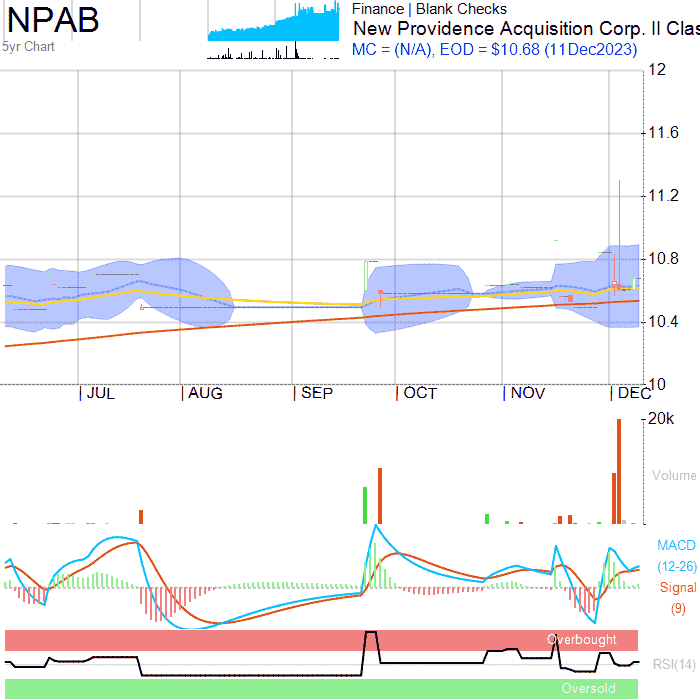 NPAB
5yr Chart
Finance | Blank Checks
New Providence Acquisition Corp. II Clas
MC = (N/A), EOD = $10.68 (11Dec2023)
12
11.6
11.2
10.8
10.4
10
JUL AUG SEP OCT NOV DEC
20k
Volume
MACD
(12-26)
Signal
(9)
Overbought
RSI(14)
Oversold